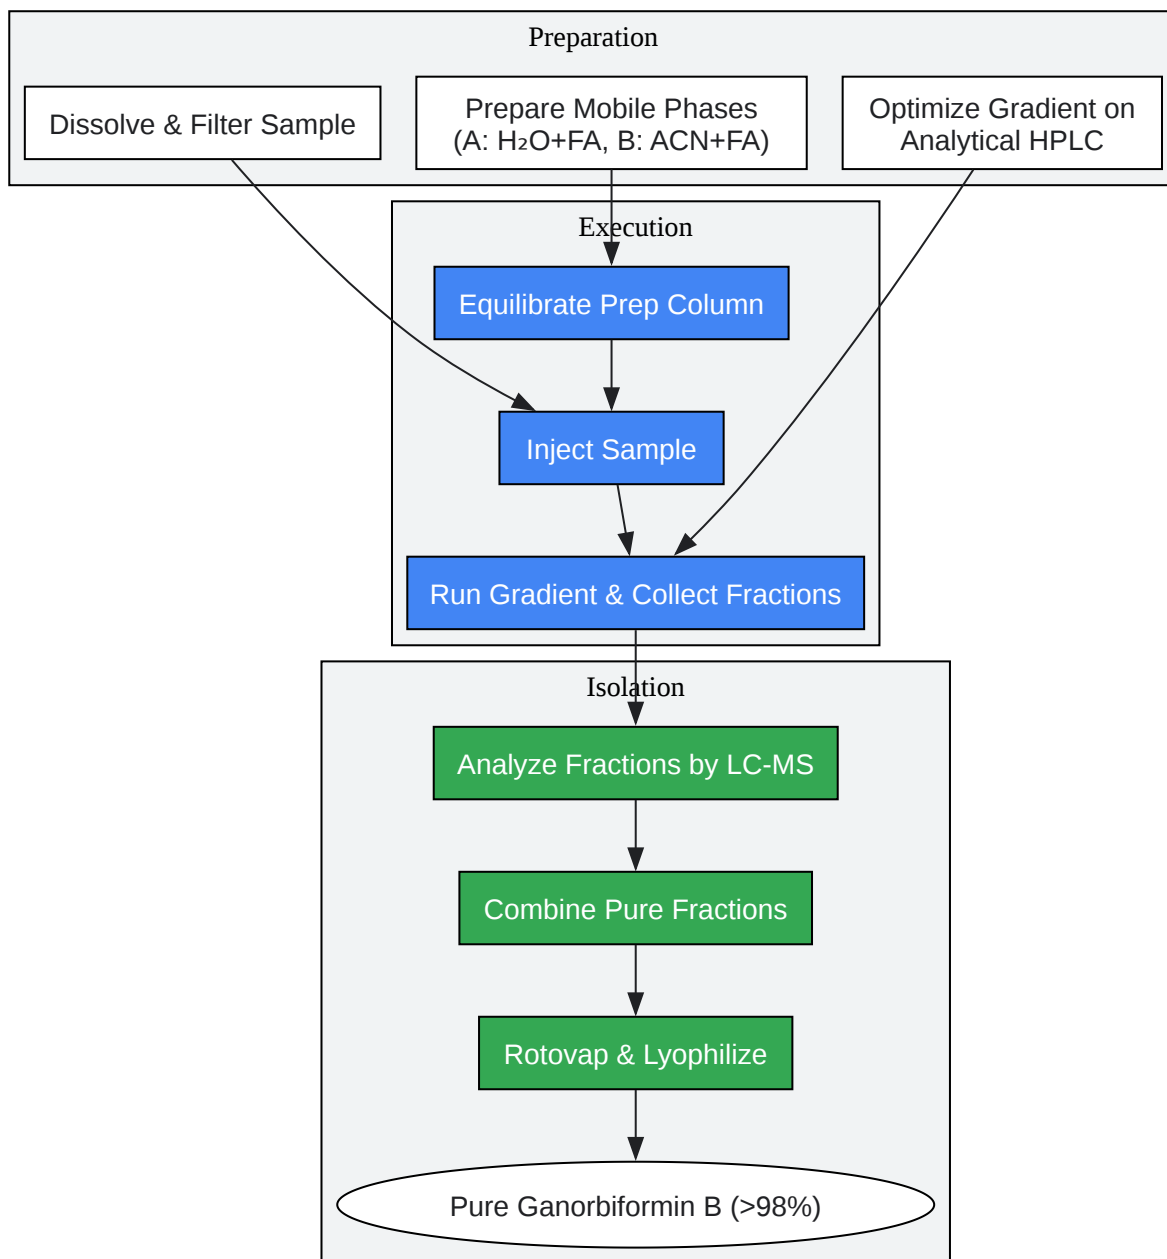 Preparation
Dissolve & Filter Sample
Prepare Mobile Phases
(A: H₂O+FA, B: ACN+FA)
Optimize Gradient on
Analytical HPLC
Execution
Equilibrate Prep Column
Inject Sample
Run Gradient & Collect Fractions
Isolation
Analyze Fractions by LC-MS
Combine Pure Fractions
Rotovap & Lyophilize
Pure Ganorbiformin B (>98%)